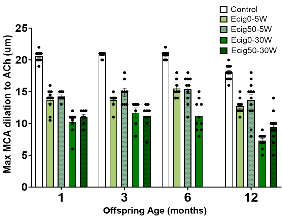 Max MCA dilation to ACh (µm)
25
20
15
10
5
0
Control
Ecig0-5W
Ecig50-5W
Ecig0-30W
Ecig50-30W
1 3 6 12
Offspring Age (months)